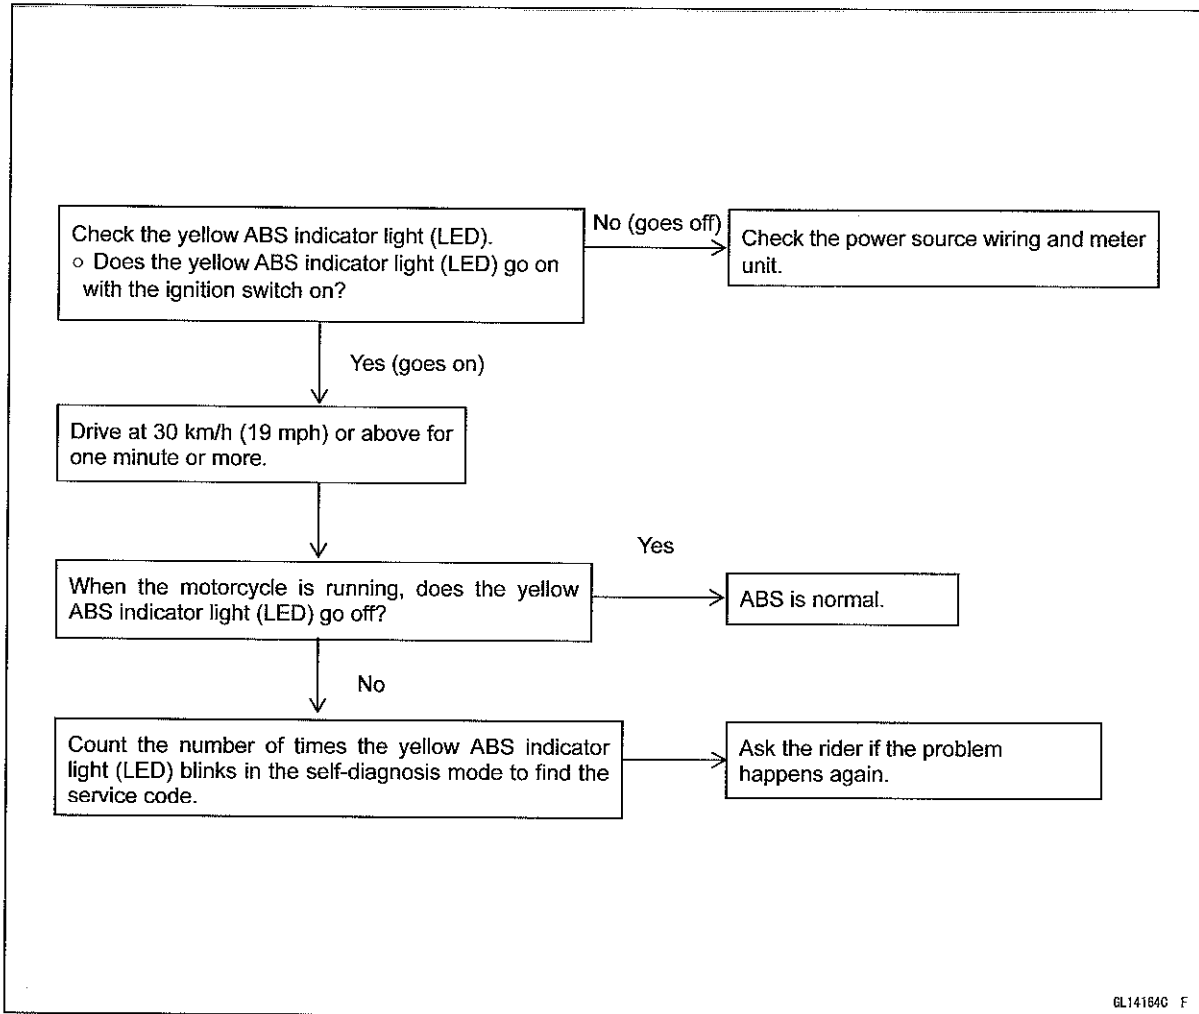 Check the yellow ABS indicator light (LED).
○ Does the yellow ABS indicator light (LED) go on
with the ignition switch on?
No (goes off)
Check the power source wiring and meter
unit.
Yes (goes on)
Drive at 30 km/h (19 mph) or above for
one minute or more.
When the motorcycle is running, does the yellow
ABS indicator light (LED) go off?
Yes
ABS is normal.
No
Count the number of times the yellow ABS indicator
light (LED) blinks in the self-diagnosis mode to find the
service code.
Ask the rider if the problem
happens again.
GL14164C F